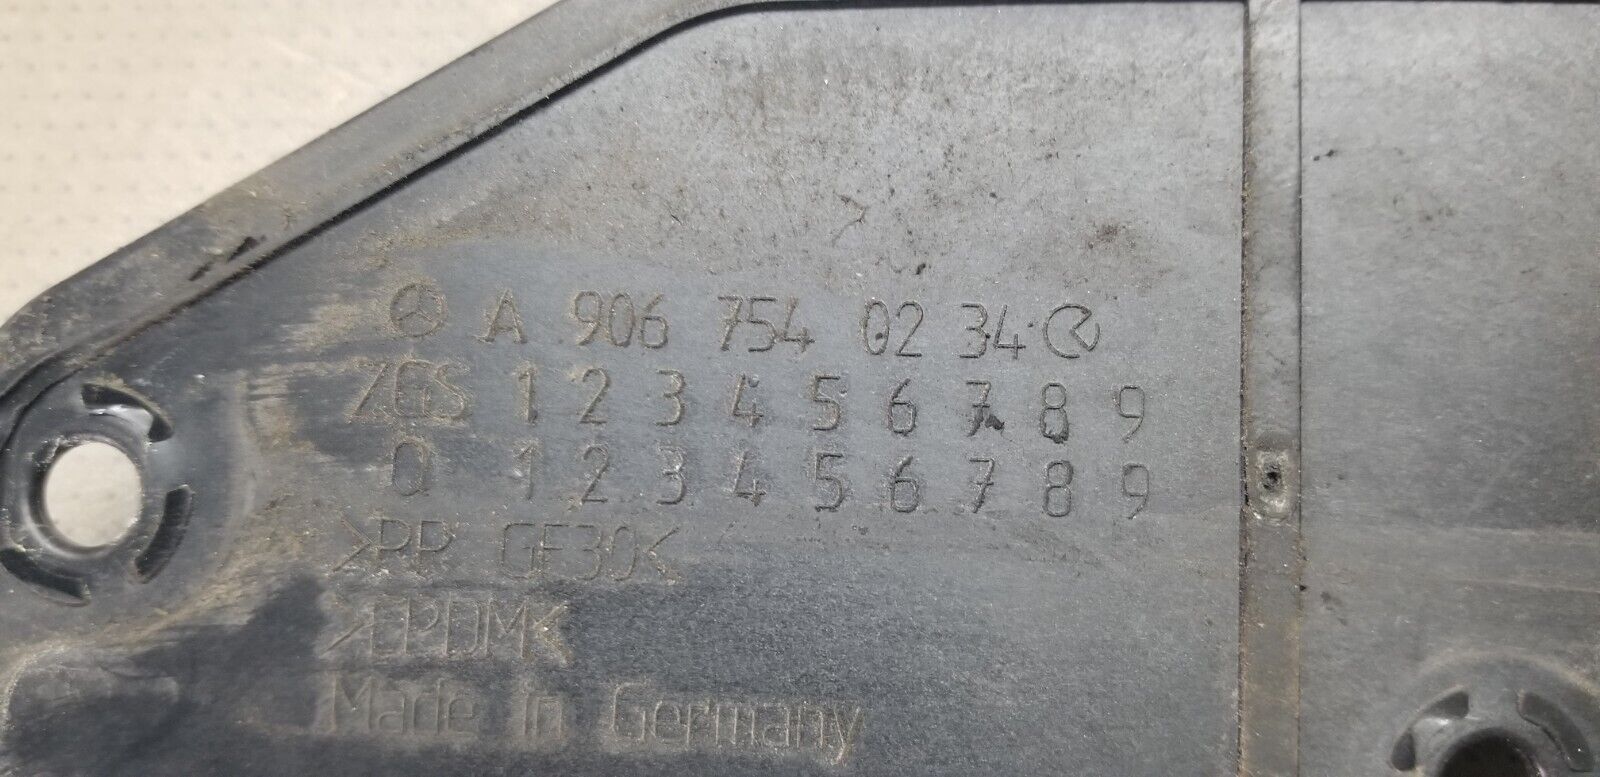 A 906 754 02 34
ZGS 1 2 3 4 5 6 7 8 9
Q 1 2 3 4 5 6 7 8 9
>PP GF30<
>EPDM<
Made in Germany